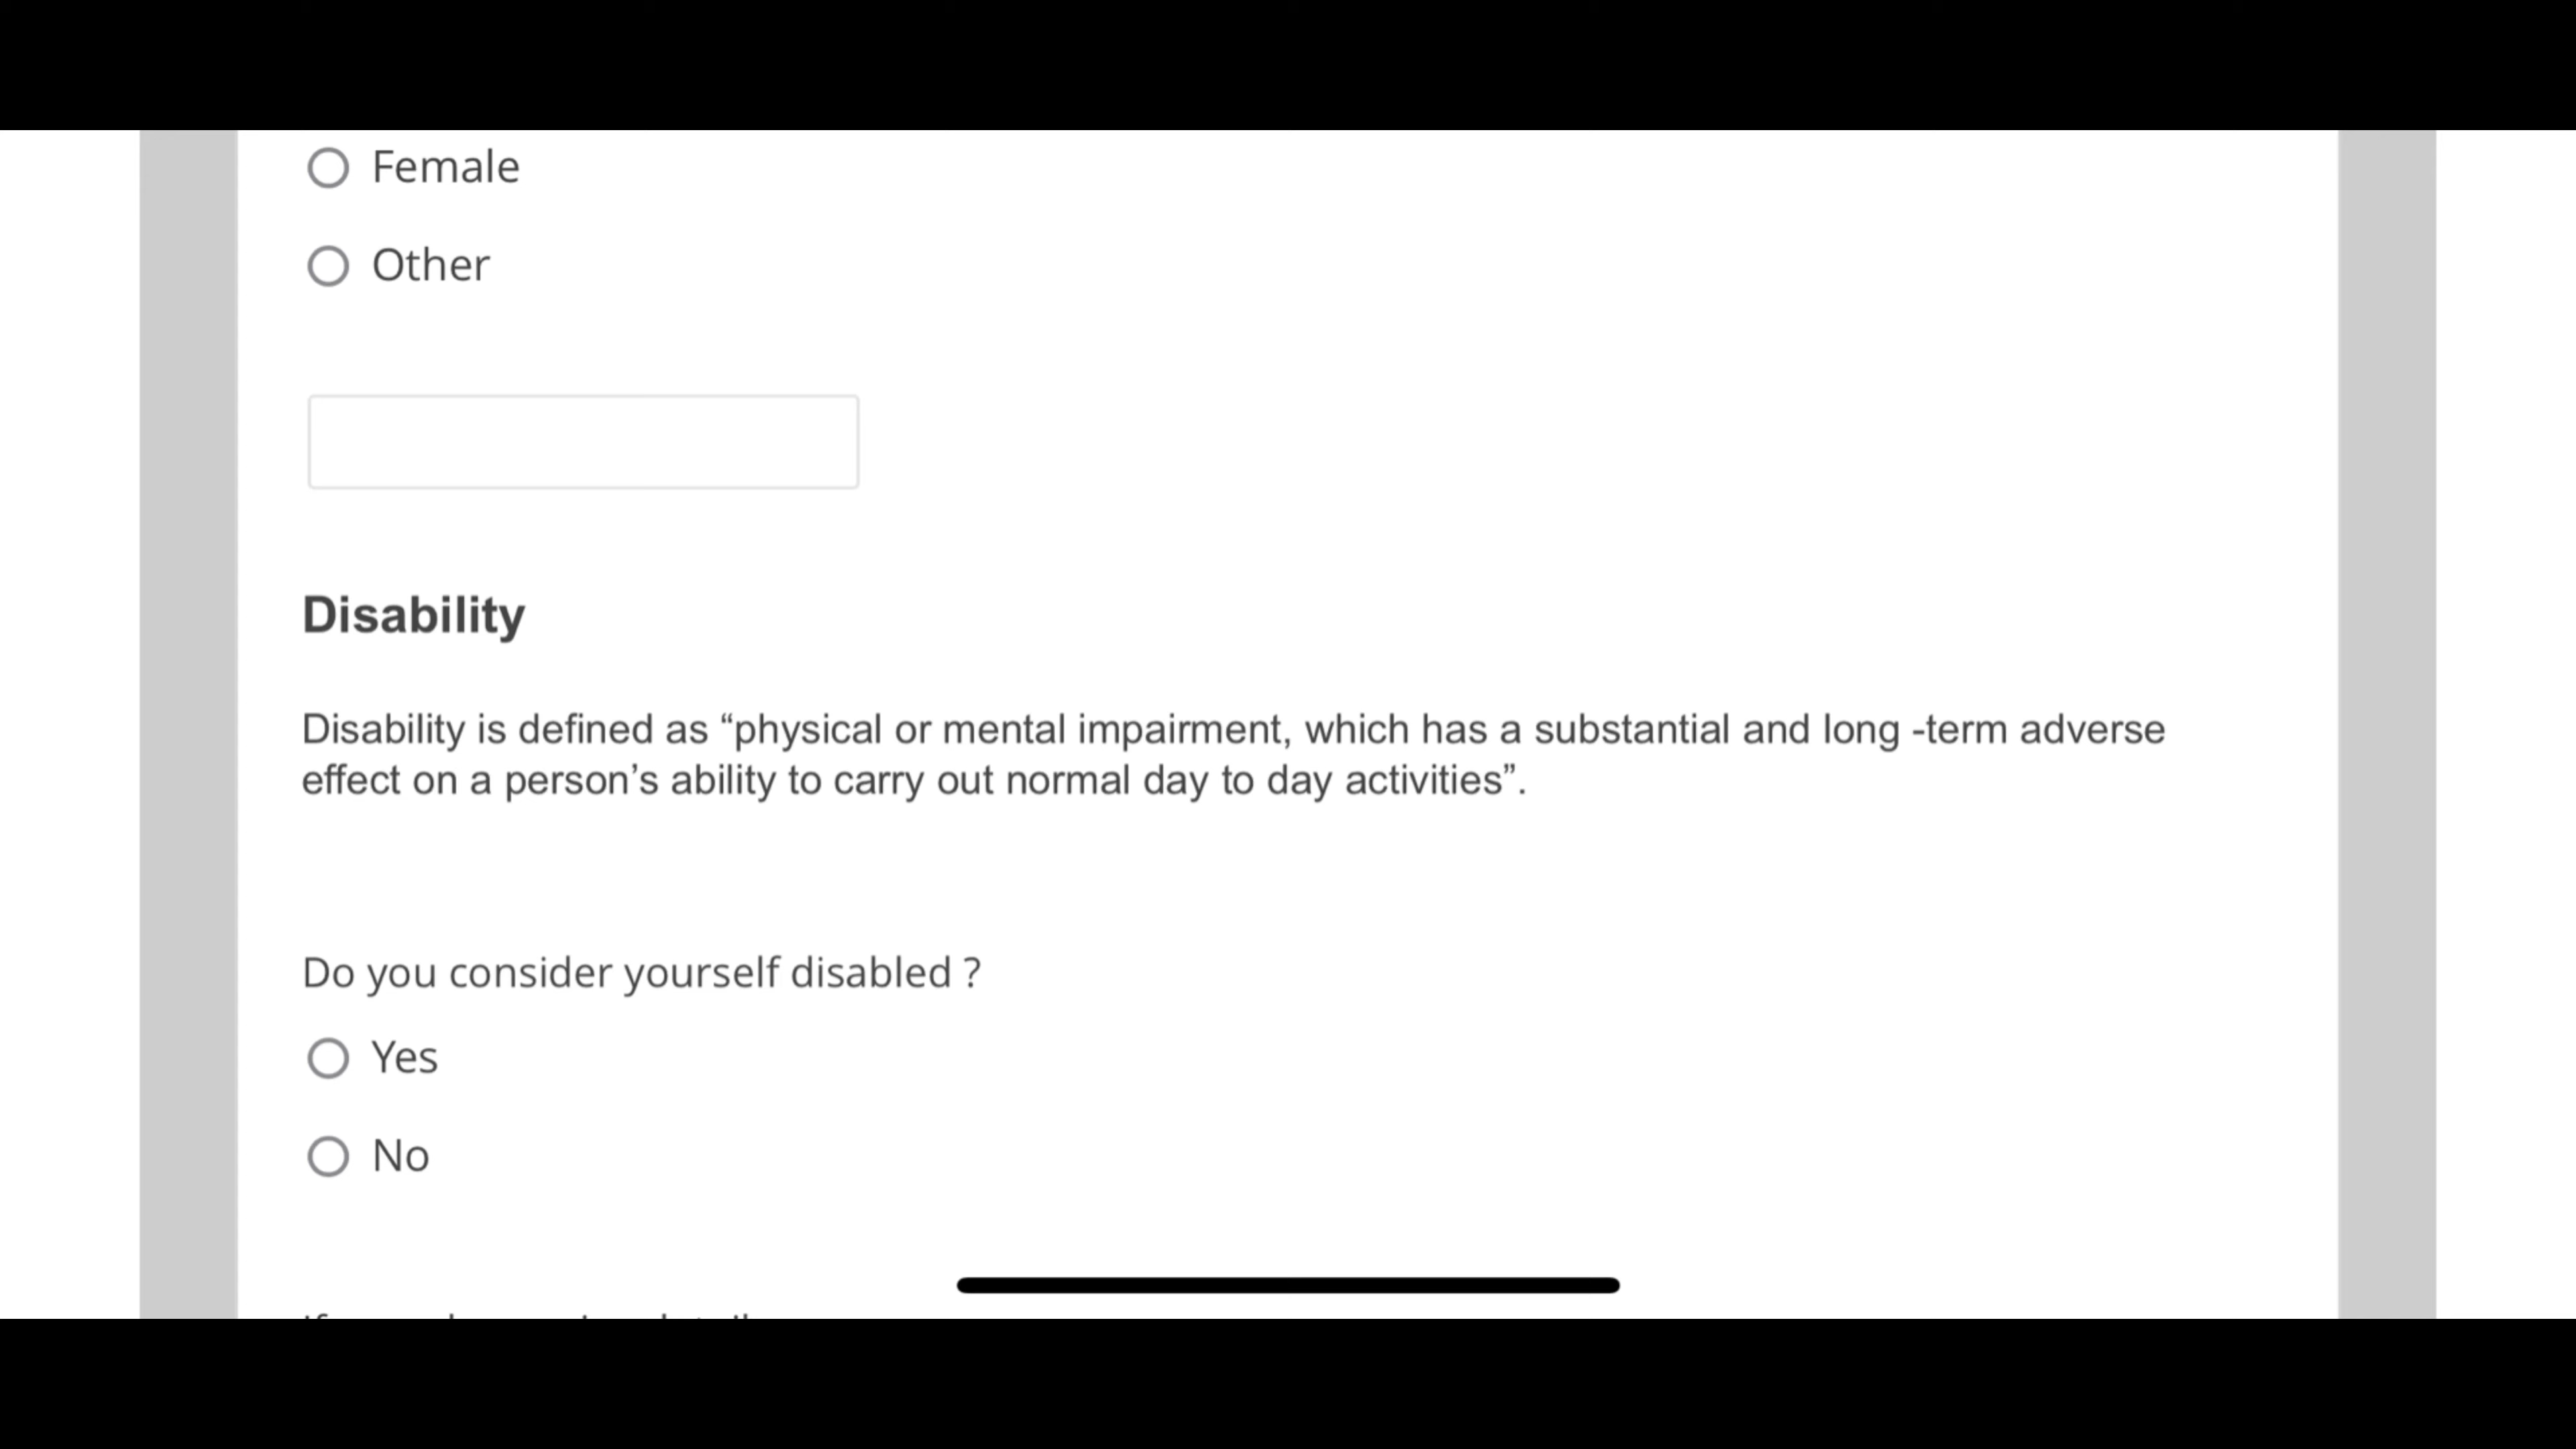 Female
Other
Disability
Disability is defined as “physical or mental impairment, which has a substantial and long -term adverse
effect on a person’s ability to carry out normal day to day activities”.
Do you consider yourself disabled ?
Yes
No